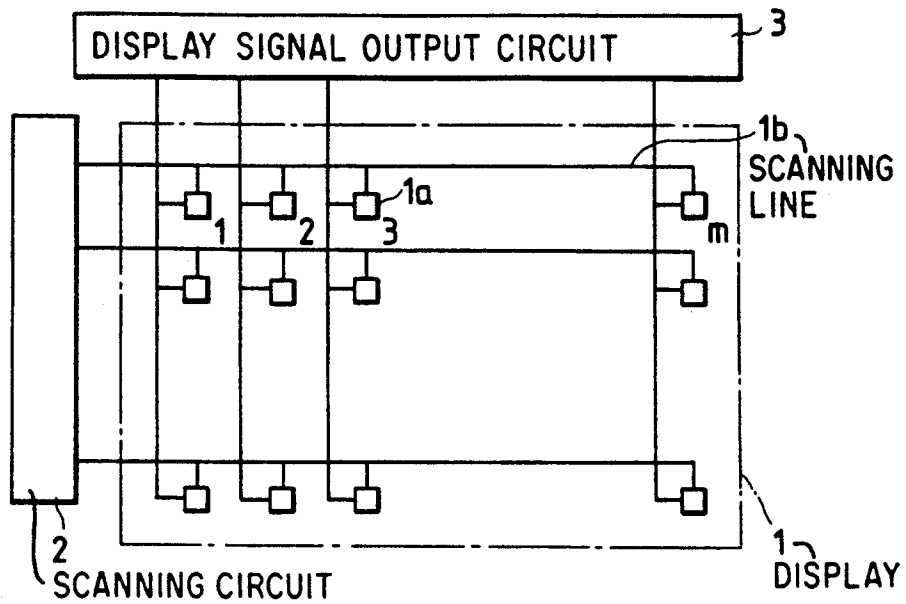 DISPLAY SIGNAL OUTPUT CIRCUIT
3
1b
SCANNING
LINE
1a
1 2 3 m
2
SCANNING CIRCUIT
1
DISPLAY